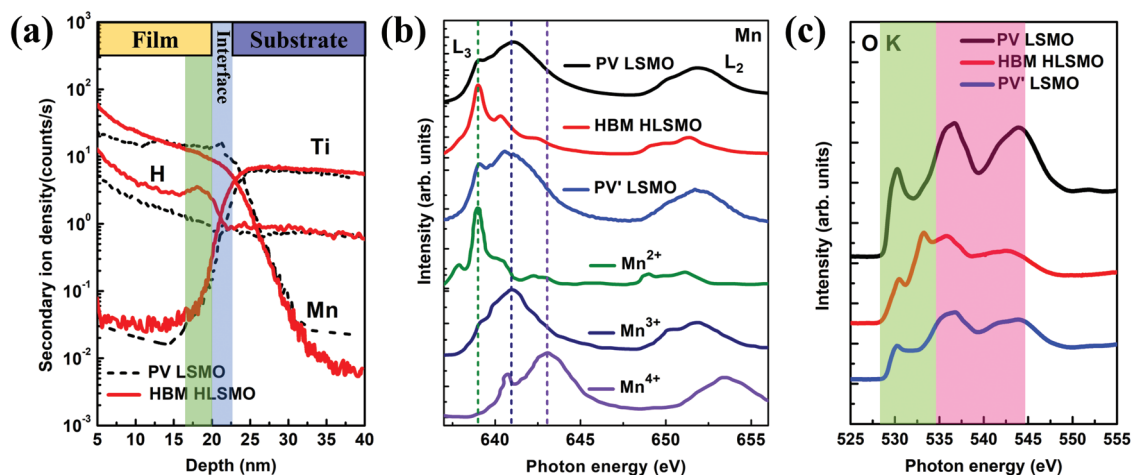 (a)
Film
Interface
Substrate
Secondary ion density(counts/s)
10³
10²
10¹
10⁰
10⁻¹
10⁻²
10⁻³
Ti
H
Mn
PV LSMO
HBM HLSMO
5 10 15 20 25 30 35 40
Depth (nm)
(b)
Mn
L₃
L₂
Intensity (arb. units)
PV LSMO
HBM HLSMO
PV' LSMO
Mn²⁺
Mn³⁺
Mn⁴⁺
640 645 650 655
Photon energy (eV)
(c)
O K
PV LSMO
HBM HLSMO
PV' LSMO
Intensity (arb. units)
525 530 535 540 545 550 555
Photon energy (eV)